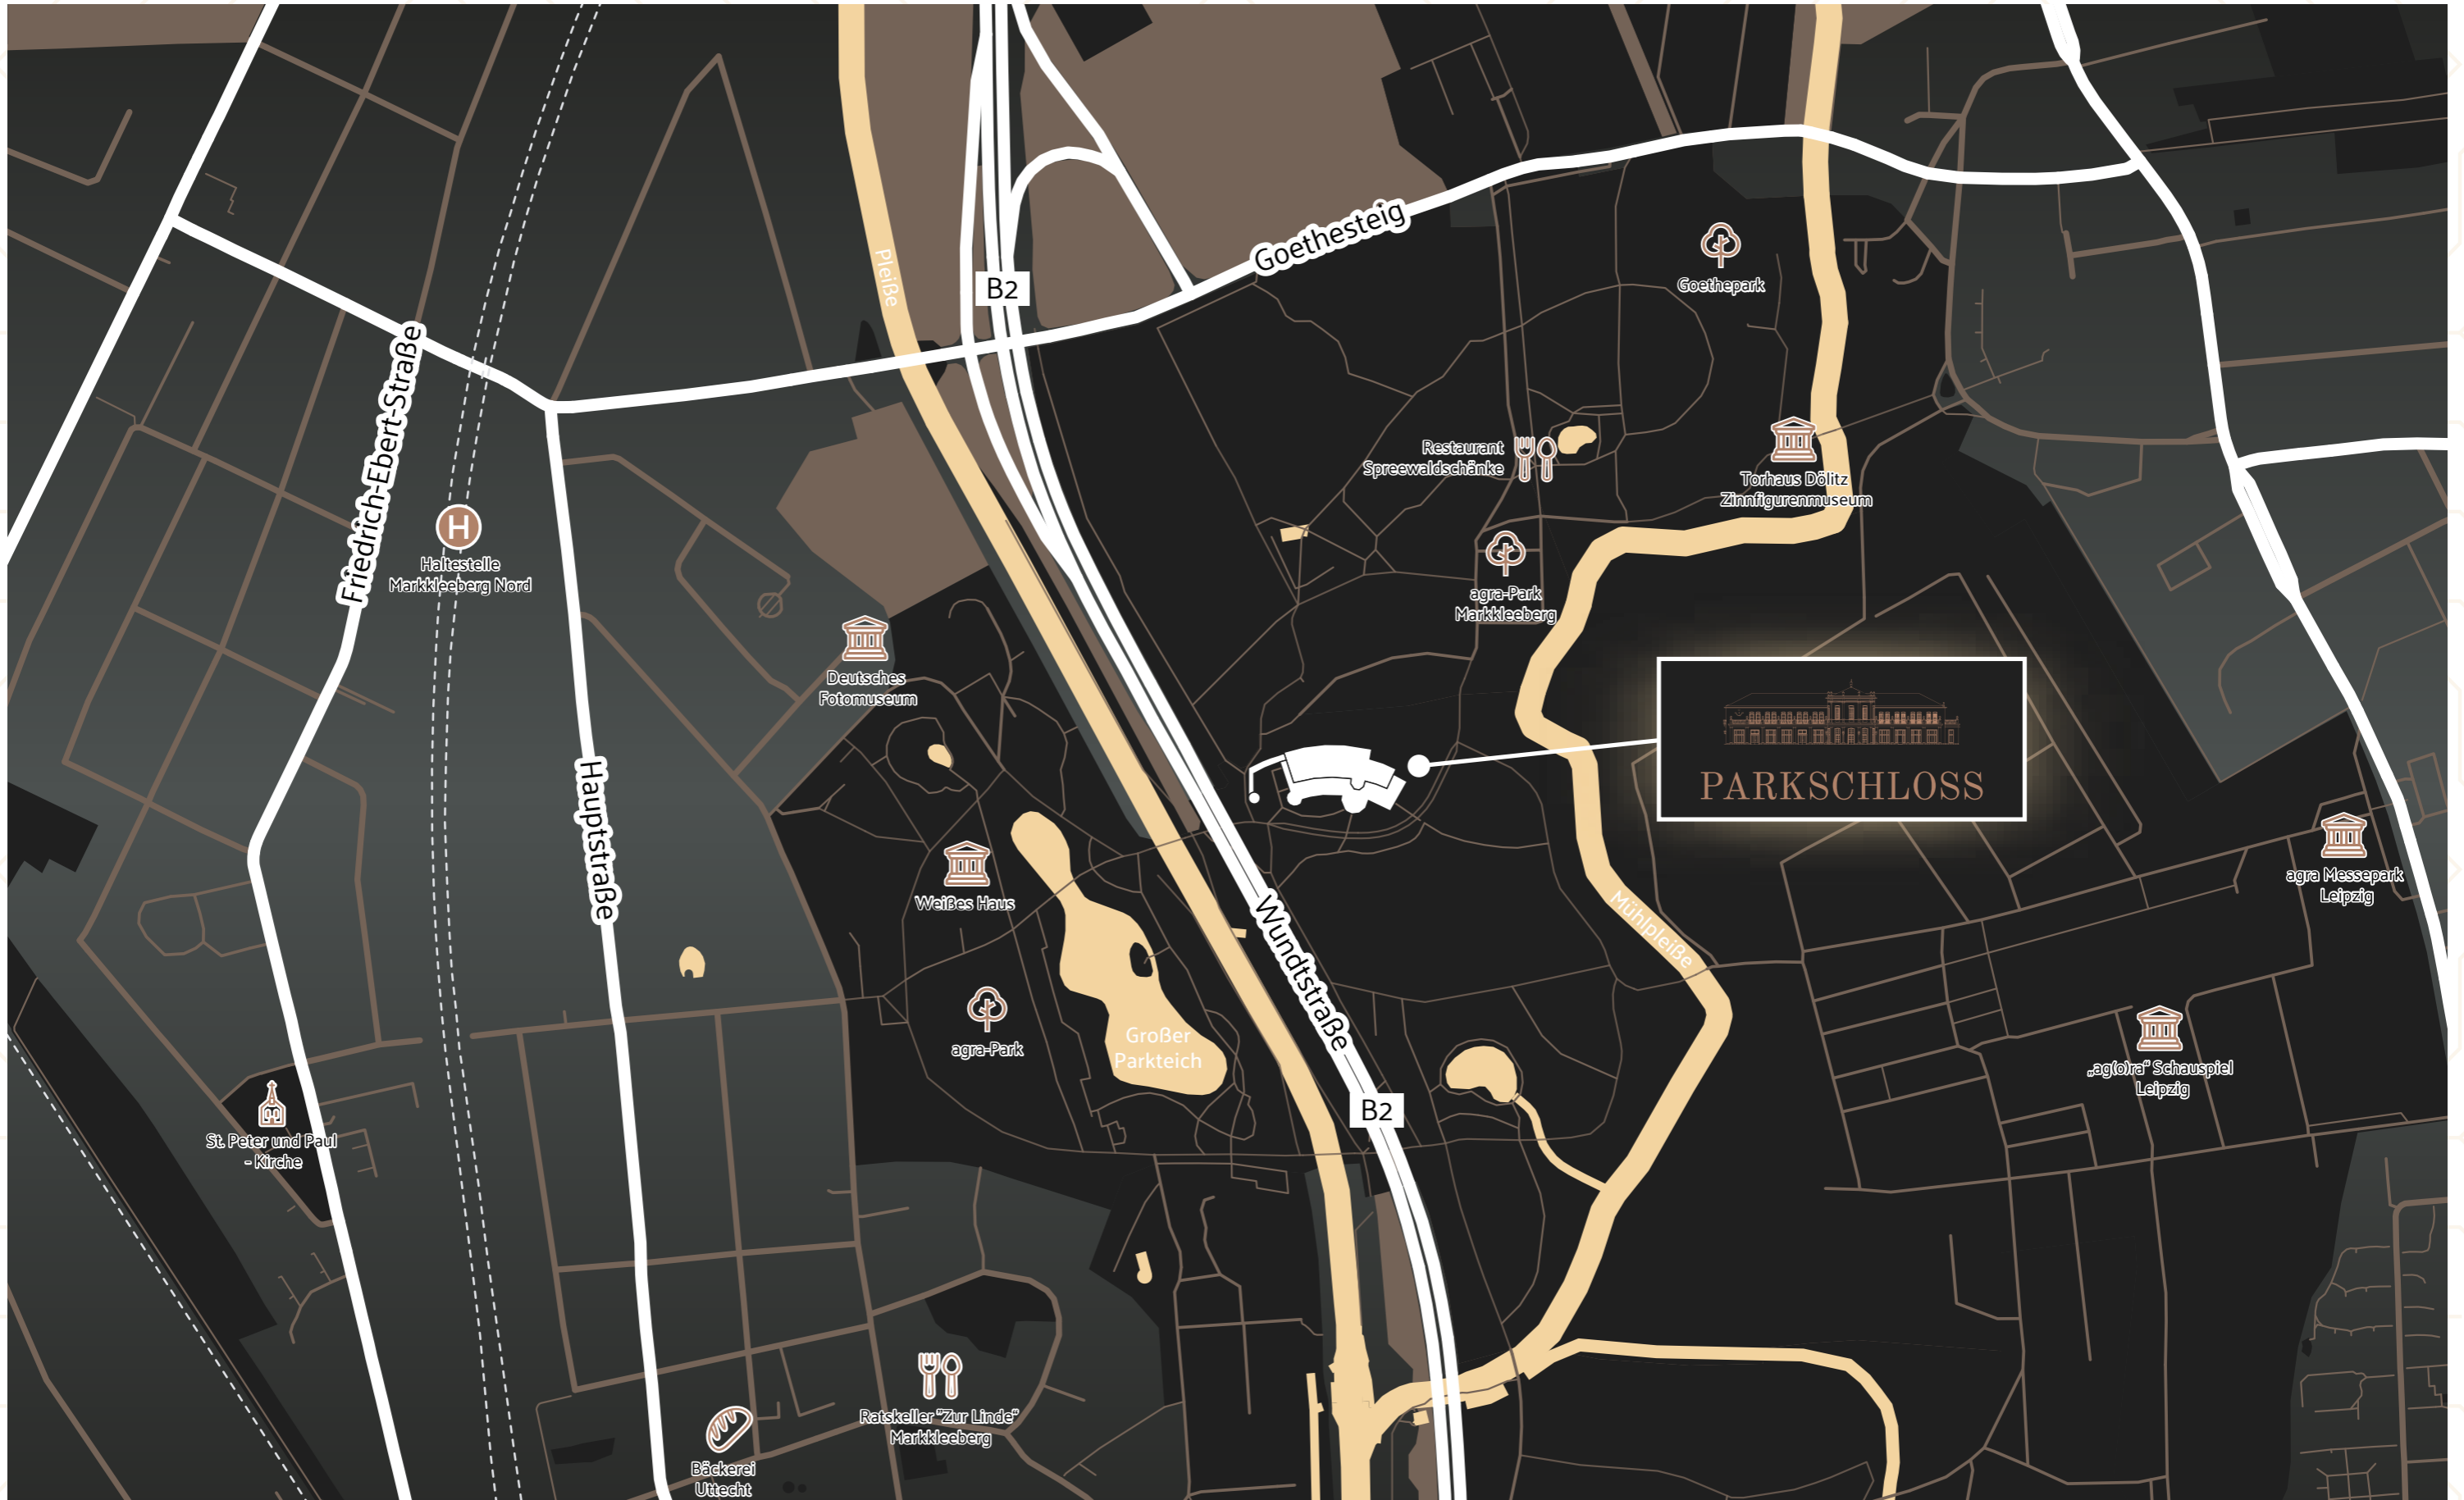 Pleiße
B2
Goethesteig
Goethepark
Friedrich-Ebert-Straße
Restaurant
Spreewaldschänke
Torhaus Dölitz
Zinnfigurenmuseum
H
Haltestelle
Markkleeberg Nord
agra-Park
Markkleeberg
Deutsches
Fotomuseum
PARKSCHLOSS
Hauptstraße
Weißes Haus
Wundtstraße
Mühlpleiße
agra Messepark
Leipzig
agra-Park
Großer
Parkteich
„ag(o)ra“ Schauspiel
Leipzig
B2
St. Peter und Paul
- Kirche
Ratskeller "Zur Linde"
Markkleeberg
Bäckerei
Uttecht